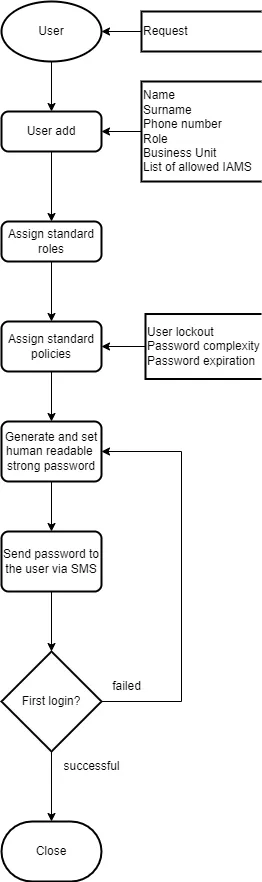 User
Request
User add
Name
Surname
Phone number
Role
Business Unit
List of allowed IAMS
Assign standard
roles
Assign standard
policies
User lockout
Password complexity
Password expiration
Generate and set
human readable
strong password
Send password to
the user via SMS
First login?
failed
successful
Close